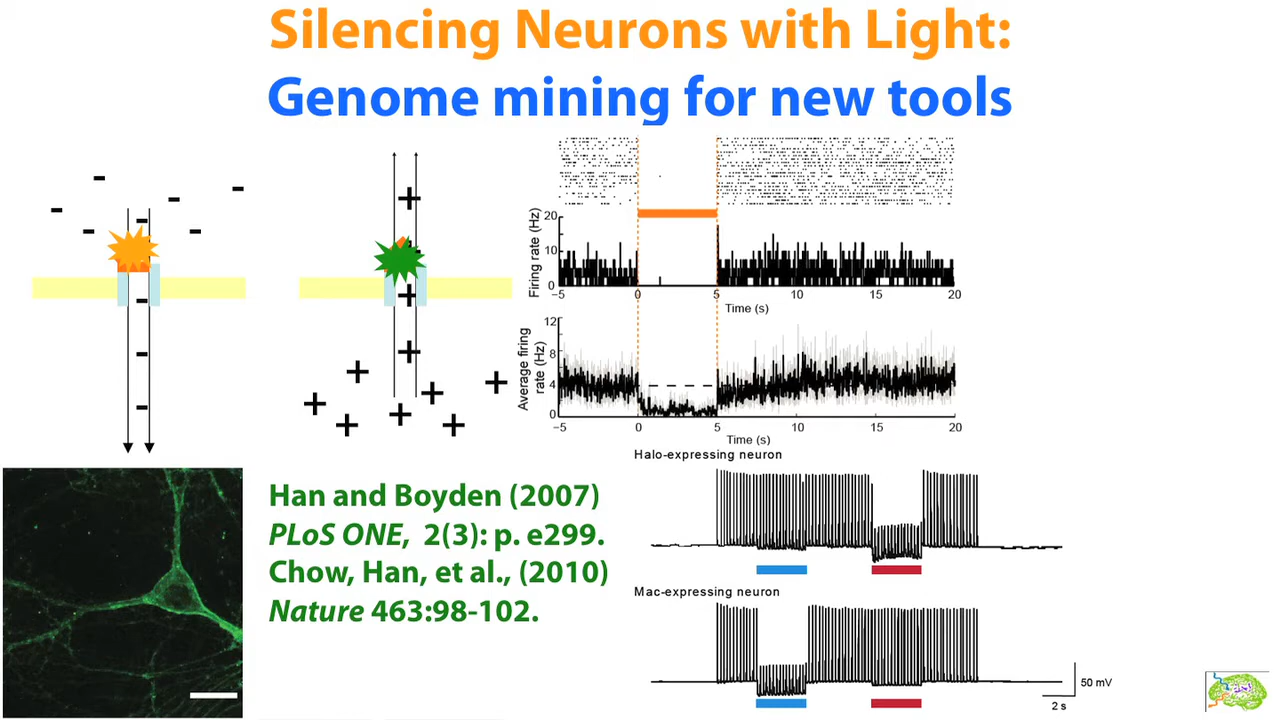 Silencing Neurons with Light:
Genome mining for new tools
20
10
0
Firing rate (Hz)
−5
0
5
10
15
20
Time (s)
12
8
4
0
Average firing
rate (Hz)
−5
0
5
10
15
20
Time (s)
Halo-expressing neuron
Han and Boyden (2007)
PLoS ONE, 2(3): p. e299.
Chow, Han, et al., (2010)
Nature 463:98-102.
Mac-expressing neuron
50 mV
2 s